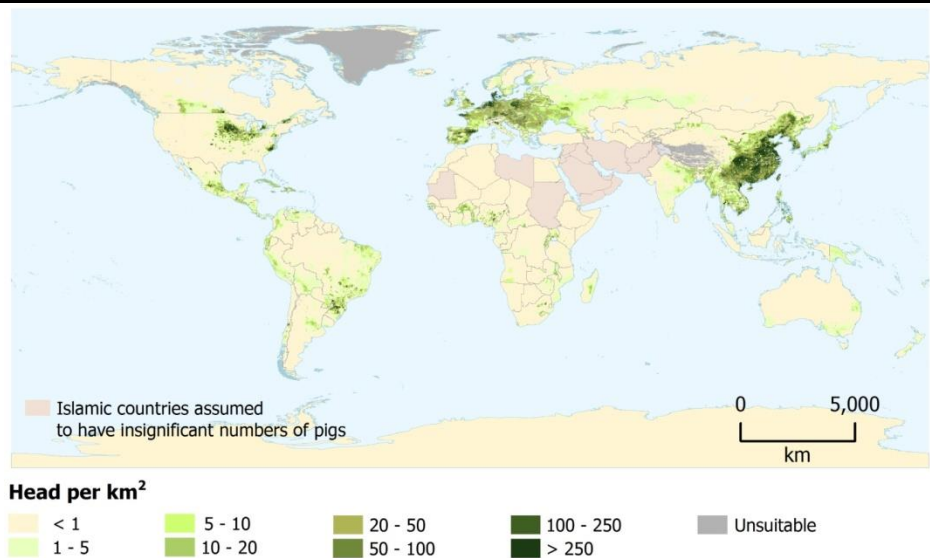 Islamic countries assumed
to have insignificant numbers of pigs
0 5,000
km
Head per km²
< 1
1 - 5
5 - 10
10 - 20
20 - 50
50 - 100
100 - 250
> 250
Unsuitable